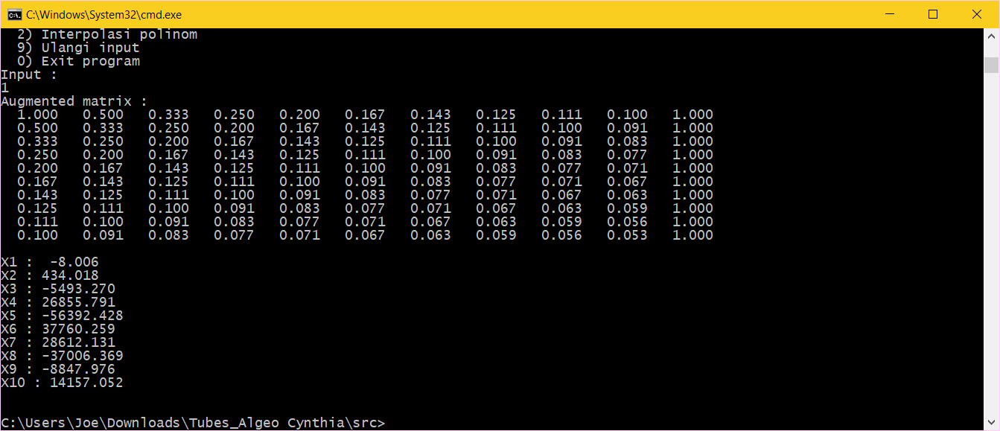 C:\Windows\System32\cmd.exe
2) Interpolasi polinom
9) Ulangi input
0) Exit program
Input :
1
Augmented matrix :
1.000 0.500 0.333 0.250 0.200 0.167 0.143 0.125 0.111 0.100 1.000
0.500 0.333 0.250 0.200 0.167 0.143 0.125 0.111 0.100 0.091 1.000
0.333 0.250 0.200 0.167 0.143 0.125 0.111 0.100 0.091 0.083 1.000
0.250 0.200 0.167 0.143 0.125 0.111 0.100 0.091 0.083 0.077 1.000
0.200 0.167 0.143 0.125 0.111 0.100 0.091 0.083 0.077 0.071 1.000
0.167 0.143 0.125 0.111 0.100 0.091 0.083 0.077 0.071 0.067 1.000
0.143 0.125 0.111 0.100 0.091 0.083 0.077 0.071 0.067 0.063 1.000
0.125 0.111 0.100 0.091 0.083 0.077 0.071 0.067 0.063 0.059 1.000
0.111 0.100 0.091 0.083 0.077 0.071 0.067 0.063 0.059 0.056 1.000
0.100 0.091 0.083 0.077 0.071 0.067 0.063 0.059 0.056 0.053 1.000
X1 : -8.006
X2 : 434.018
X3 : -5493.270
X4 : 26855.791
X5 : -56392.428
X6 : 37760.259
X7 : 28612.131
X8 : -37006.369
X9 : -8847.976
X10 : 14157.052
C:\Users\Joe\Downloads\Tubes_Algeo Cynthia\src>